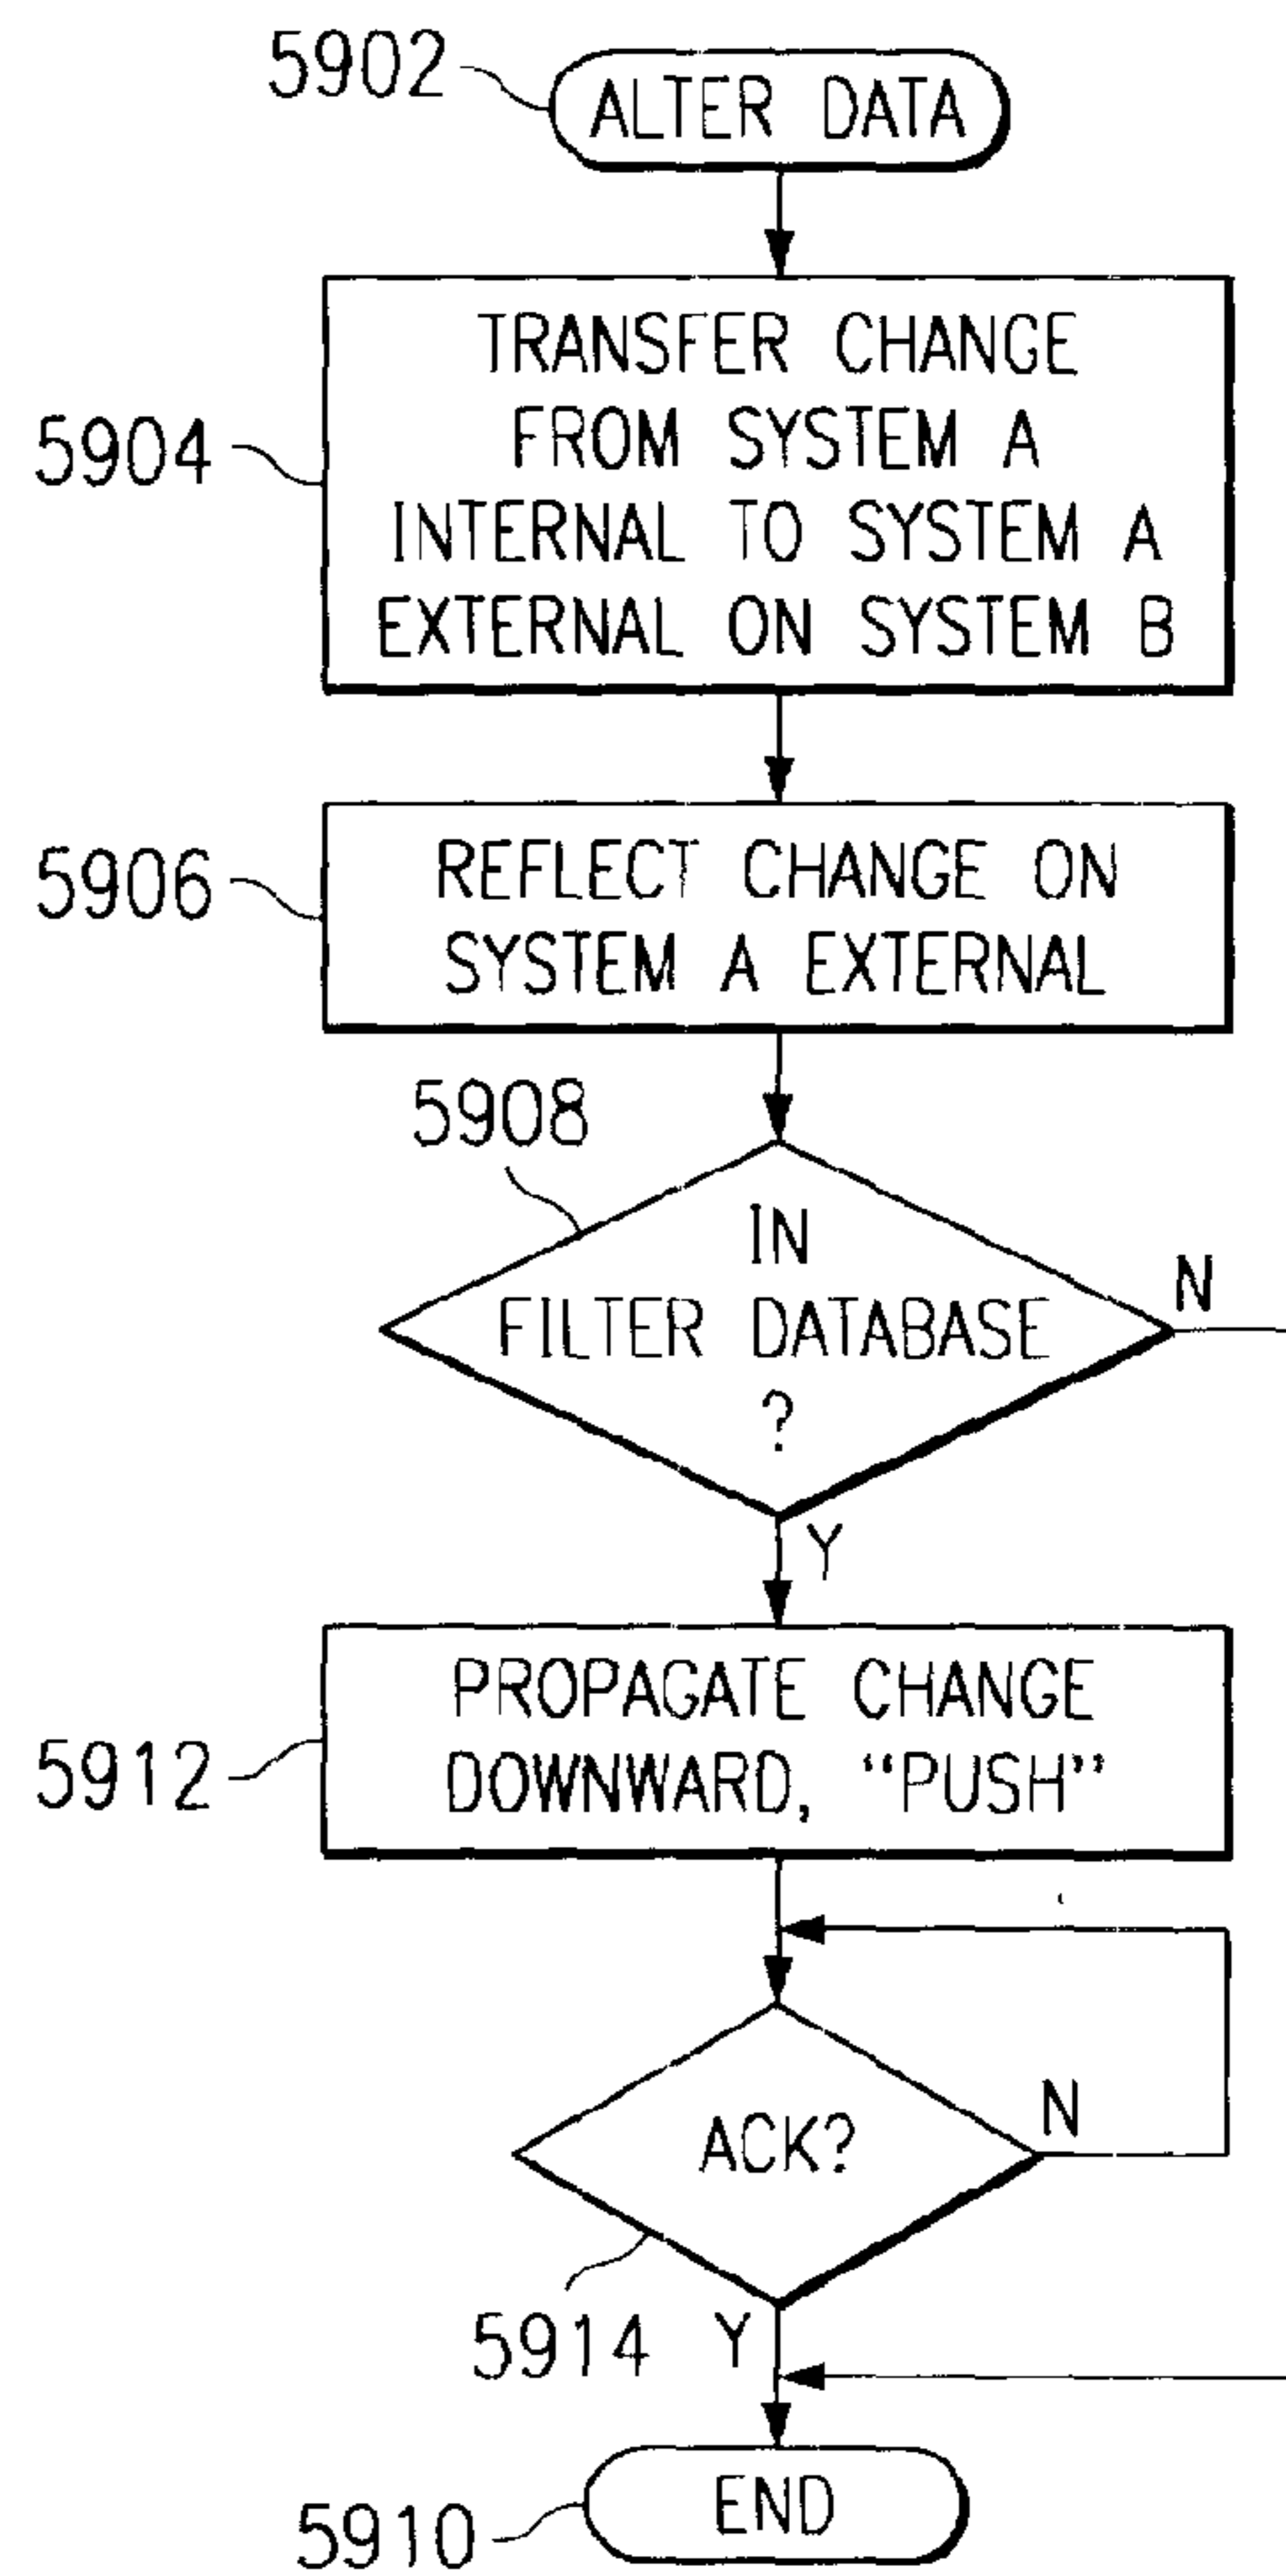 5902
ALTER DATA
5904
TRANSFER CHANGE
FROM SYSTEM A
INTERNAL TO SYSTEM A
EXTERNAL ON SYSTEM B
5906
REFLECT CHANGE ON
SYSTEM A EXTERNAL
5908
IN
FILTER DATABASE
?
N
Y
5912
PROPAGATE CHANGE
DOWNWARD, “PUSH”
ACK?
N
5914
Y
5910
END